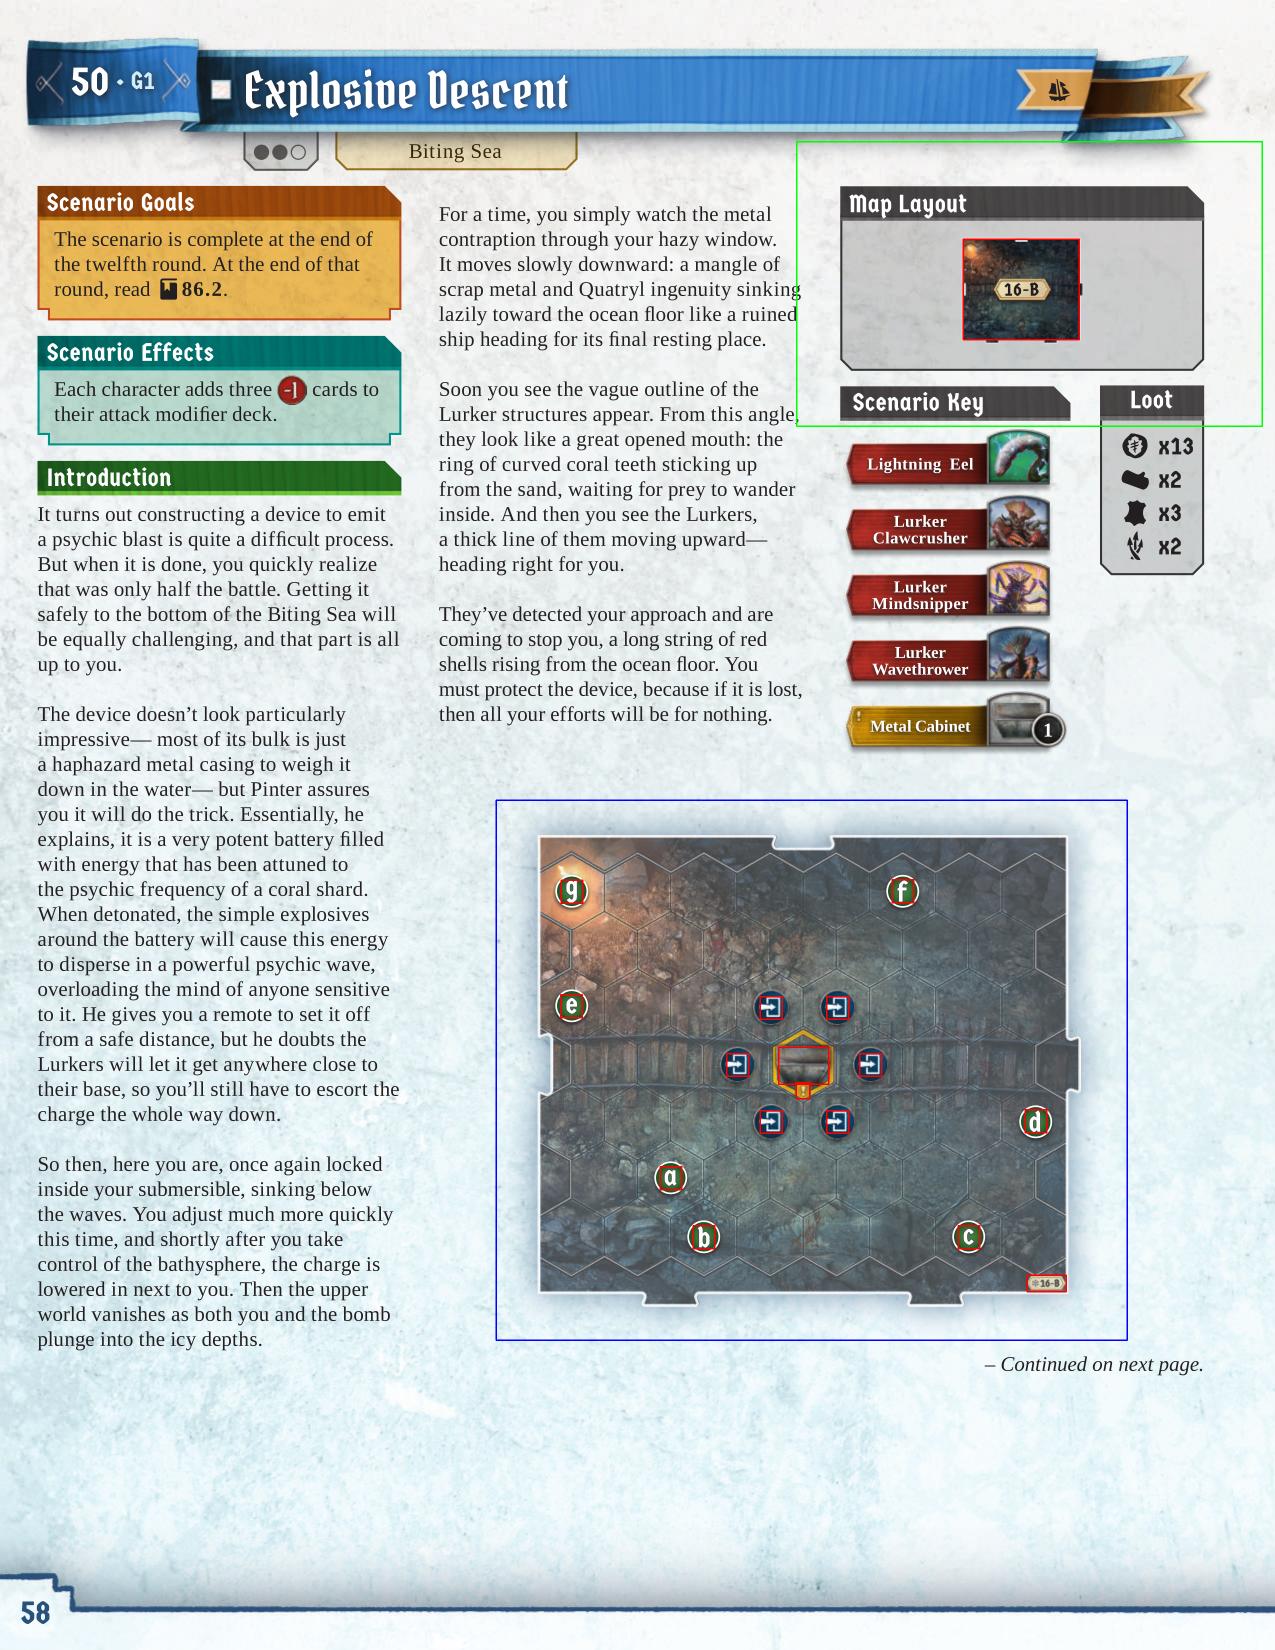 50 · G1
Explosive Descent
Biting Sea
Scenario Goals
The scenario is complete at the end of
the twelfth round. At the end of that
round, read 86.2.
Scenario Effects
Each character adds three -1 cards to
their attack modifier deck.
Introduction
It turns out constructing a device to emit
a psychic blast is quite a difficult process.
But when it is done, you quickly realize
that was only half the battle. Getting it
safely to the bottom of the Biting Sea will
be equally challenging, and that part is all
up to you.
The device doesn’t look particularly
impressive— most of its bulk is just
a haphazard metal casing to weigh it
down in the water— but Pinter assures
you it will do the trick. Essentially, he
explains, it is a very potent battery filled
with energy that has been attuned to
the psychic frequency of a coral shard.
When detonated, the simple explosives
around the battery will cause this energy
to disperse in a powerful psychic wave,
overloading the mind of anyone sensitive
to it. He gives you a remote to set it off
from a safe distance, but he doubts the
Lurkers will let it get anywhere close to
their base, so you’ll still have to escort the
charge the whole way down.
So then, here you are, once again locked
inside your submersible, sinking below
the waves. You adjust much more quickly
this time, and shortly after you take
control of the bathysphere, the charge is
lowered in next to you. Then the upper
world vanishes as both you and the bomb
plunge into the icy depths.
For a time, you simply watch the metal
contraption through your hazy window.
It moves slowly downward: a mangle of
scrap metal and Quatryl ingenuity sinking
lazily toward the ocean floor like a ruined
ship heading for its final resting place.
Soon you see the vague outline of the
Lurker structures appear. From this angle,
they look like a great opened mouth: the
ring of curved coral teeth sticking up
from the sand, waiting for prey to wander
inside. And then you see the Lurkers,
a thick line of them moving upward—
heading right for you.
They’ve detected your approach and are
coming to stop you, a long string of red
shells rising from the ocean floor. You
must protect the device, because if it is lost,
then all your efforts will be for nothing.
Map Layout
16-B
Scenario Key
Lightning Eel
Lurker
Clawcrusher
Lurker
Mindsnipper
Lurker
Wavethrower
! Metal Cabinet 1
Loot
x13
x2
x3
x2
g
f
e
!
d
a
b
c
16-B
– Continued on next page.
58